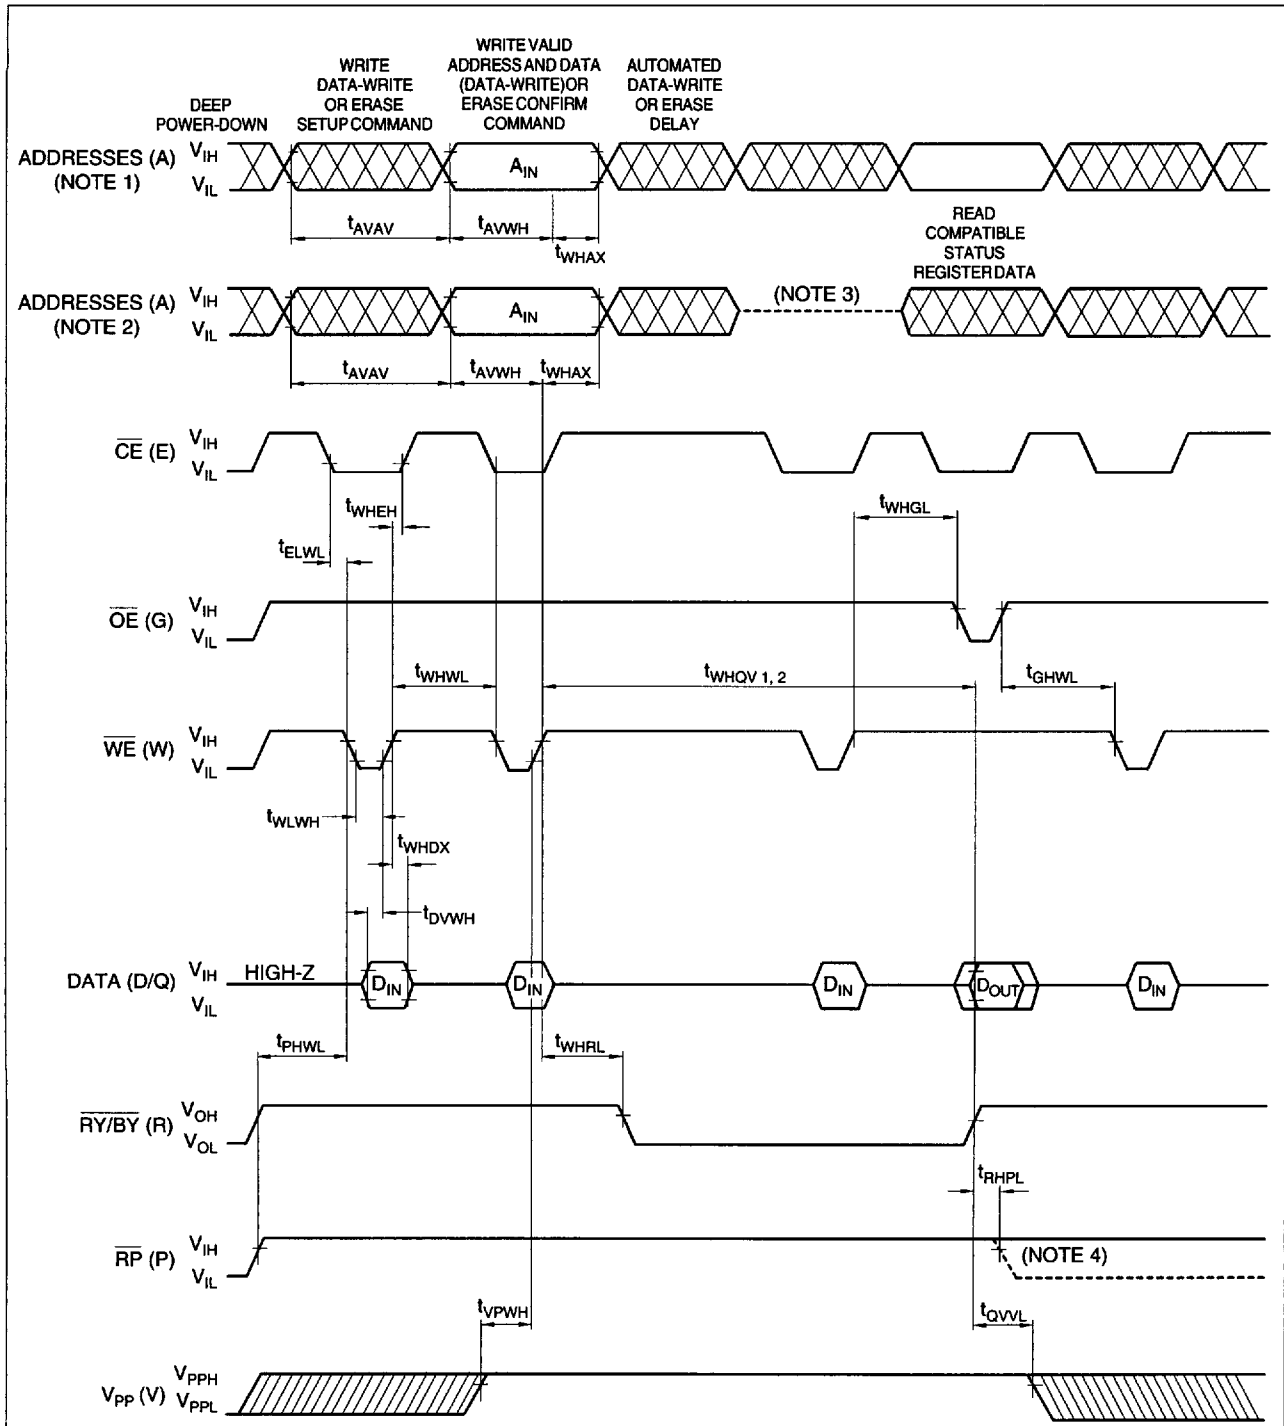 DEEP
POWER-DOWN
WRITE
DATA-WRITE
OR ERASE
SETUP COMMAND
WRITE VALID
ADDRESS AND DATA
(DATA-WRITE)OR
ERASE CONFIRM
COMMAND
AUTOMATED
DATA-WRITE
OR ERASE
DELAY
ADDRESSES (A)
(NOTE 1)
VIH
VIL
AIN
tAVAV
tAVWH
tWHAX
READ
COMPATIBLE
STATUS
REGISTER DATA
ADDRESSES (A)
(NOTE 2)
VIH
VIL
AIN
(NOTE 3)
tAVAV
tAVWH
tWHAX
CE (E)
VIH
VIL
tWHEH
tWHGL
tELWL
OE (G)
VIH
VIL
tWHWL
tWHQV 1, 2
tGHWL
WE (W)
VIH
VIL
tWLWH
tWHDX
tDVWH
DATA (D/Q)
VIH
VIL
HIGH-Z
DIN
DIN
DIN
DOUT
DIN
tPHWL
tWHRL
RY/BY (R)
VOH
VOL
tRHPL
RP (P)
VIH
VIL
(NOTE 4)
tVPWH
tQVVL
VPP (V)
VPPH
VPPL